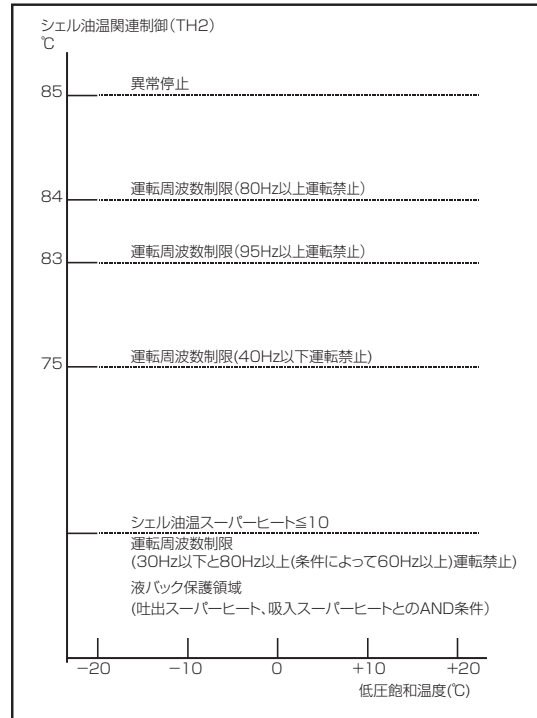 シェル油温関連制御(TH2)
℃
85
異常停止
運転周波数制限(80Hz以上運転禁止)
84
運転周波数制限(95Hz以上運転禁止)
83
運転周波数制限(40Hz以下運転禁止)
75
シェル油温スーパーヒート≦10
運転周波数制限
(30Hz以下と80Hz以上(条件によって60Hz以上)運転禁止)
液バック保護領域
(吐出スーパーヒート、吸入スーパーヒートとのAND条件)
−20 −10 0 +10 +20
低圧飽和温度(℃)